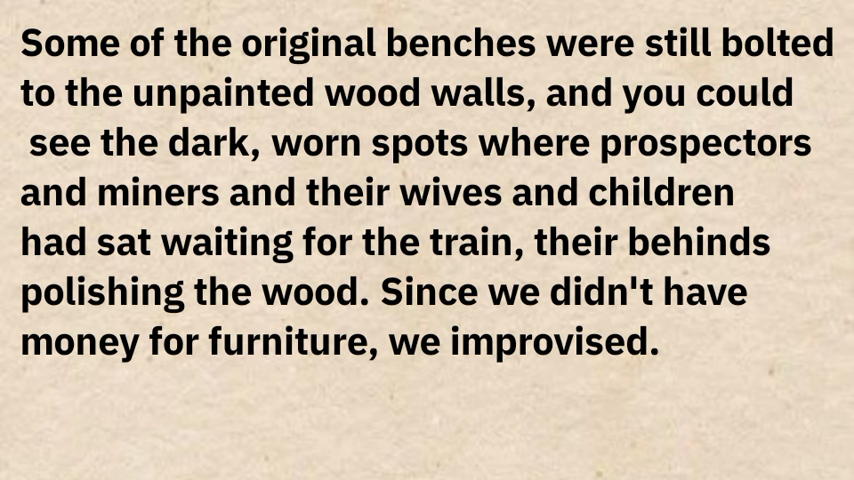 Some of the original benches were still bolted
to the unpainted wood walls, and you could
see the dark, worn spots where prospectors
and miners and their wives and children
had sat waiting for the train, their behinds
polishing the wood. Since we didn't have
money for furniture, we improvised.